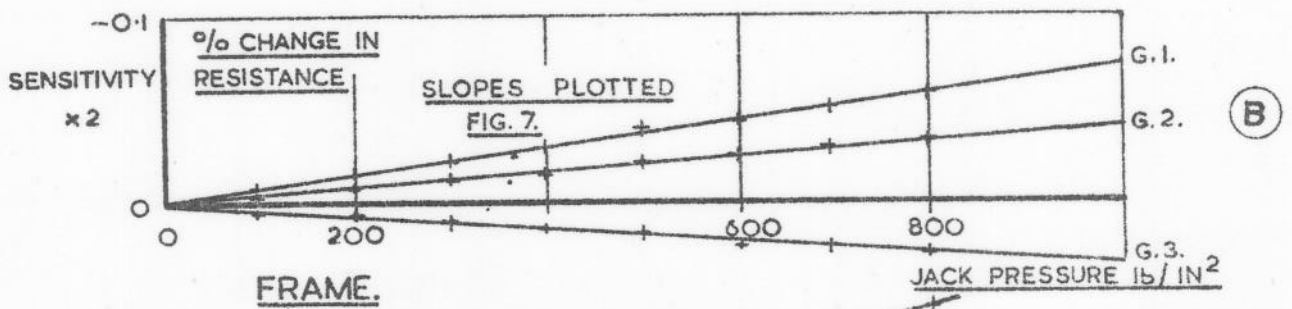 -0.1
% CHANGE IN
RESISTANCE
SENSITIVITY
×2
SLOPES PLOTTED
FIG. 7.
G.1.
G.2.
B
0
0 200 600 800
G.3.
JACK PRESSURE lb/IN²
FRAME.